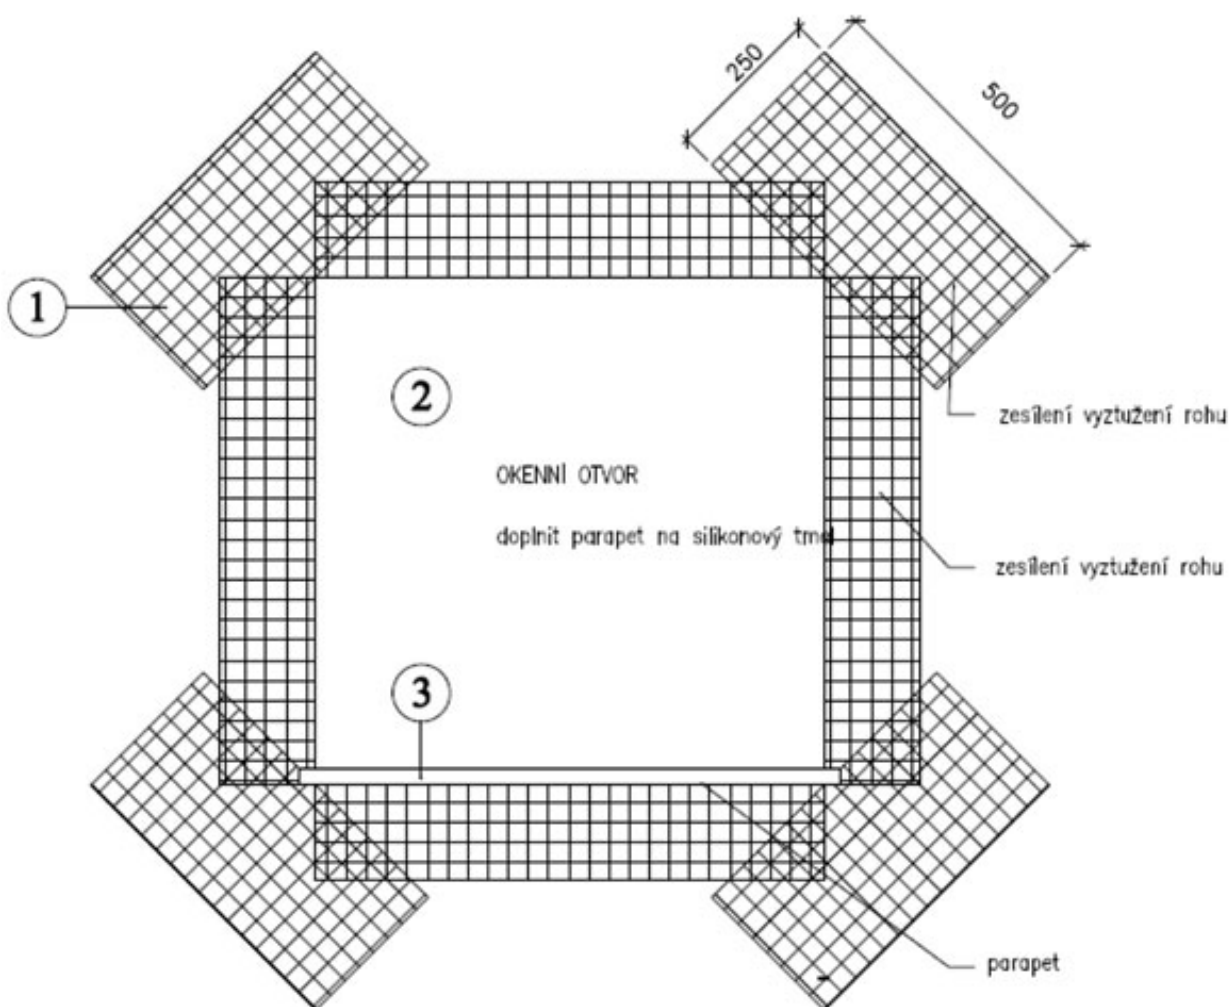 250
500
1
2
zesílení vyztužení rohu
OKENNÍ OTVOR
doplnit parapet na silikonový tmel
zesílení vyztužení rohu
3
parapet